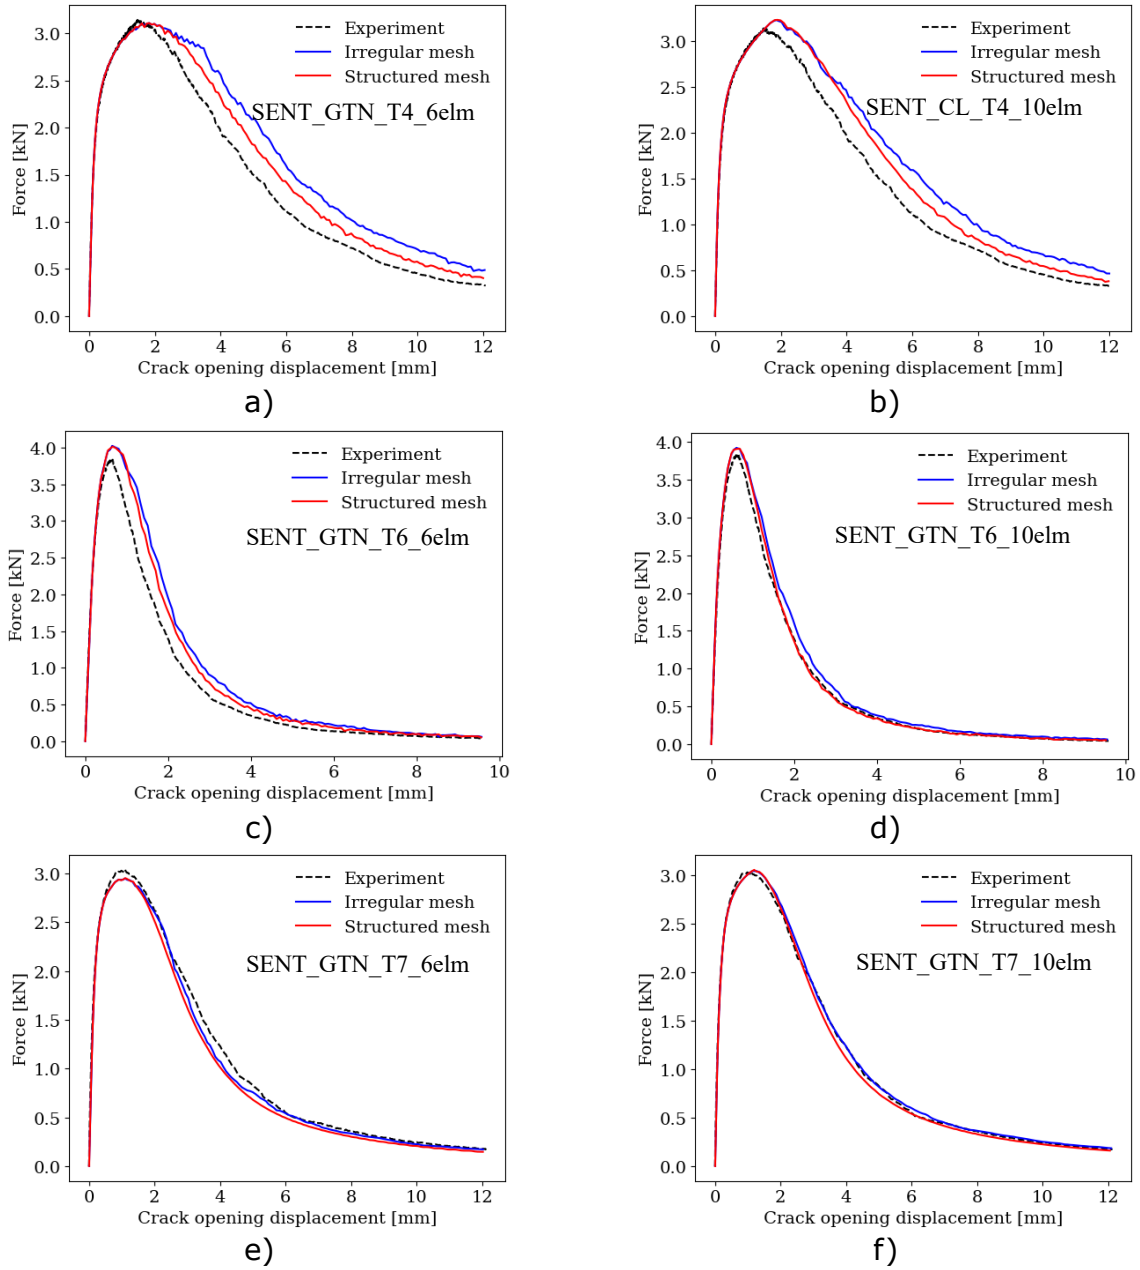 Experiment
Irregular mesh
Structured mesh
SENT_GTN_T4_6elm
Force [kN]
3.0
2.5
2.0
1.5
1.0
0.5
0.0
0 2 4 6 8 10 12
Crack opening displacement [mm]
a)
Experiment
Irregular mesh
Structured mesh
SENT_CL_T4_10elm
Force [kN]
3.0
2.5
2.0
1.5
1.0
0.5
0.0
0 2 4 6 8 10 12
Crack opening displacement [mm]
b)
Experiment
Irregular mesh
Structured mesh
SENT_GTN_T6_6elm
Force [kN]
4.0
3.5
3.0
2.5
2.0
1.5
1.0
0.5
0.0
0 2 4 6 8 10
Crack opening displacement [mm]
c)
Experiment
Irregular mesh
Structured mesh
SENT_GTN_T6_10elm
Force [kN]
4.0
3.5
3.0
2.5
2.0
1.5
1.0
0.5
0.0
0 2 4 6 8 10
Crack opening displacement [mm]
d)
Experiment
Irregular mesh
Structured mesh
SENT_GTN_T7_6elm
Force [kN]
3.0
2.5
2.0
1.5
1.0
0.5
0.0
0 2 4 6 8 10 12
Crack opening displacement [mm]
e)
Experiment
Irregular mesh
Structured mesh
SENT_GTN_T7_10elm
Force [kN]
3.0
2.5
2.0
1.5
1.0
0.5
0.0
0 2 4 6 8 10 12
Crack opening displacement [mm]
f)